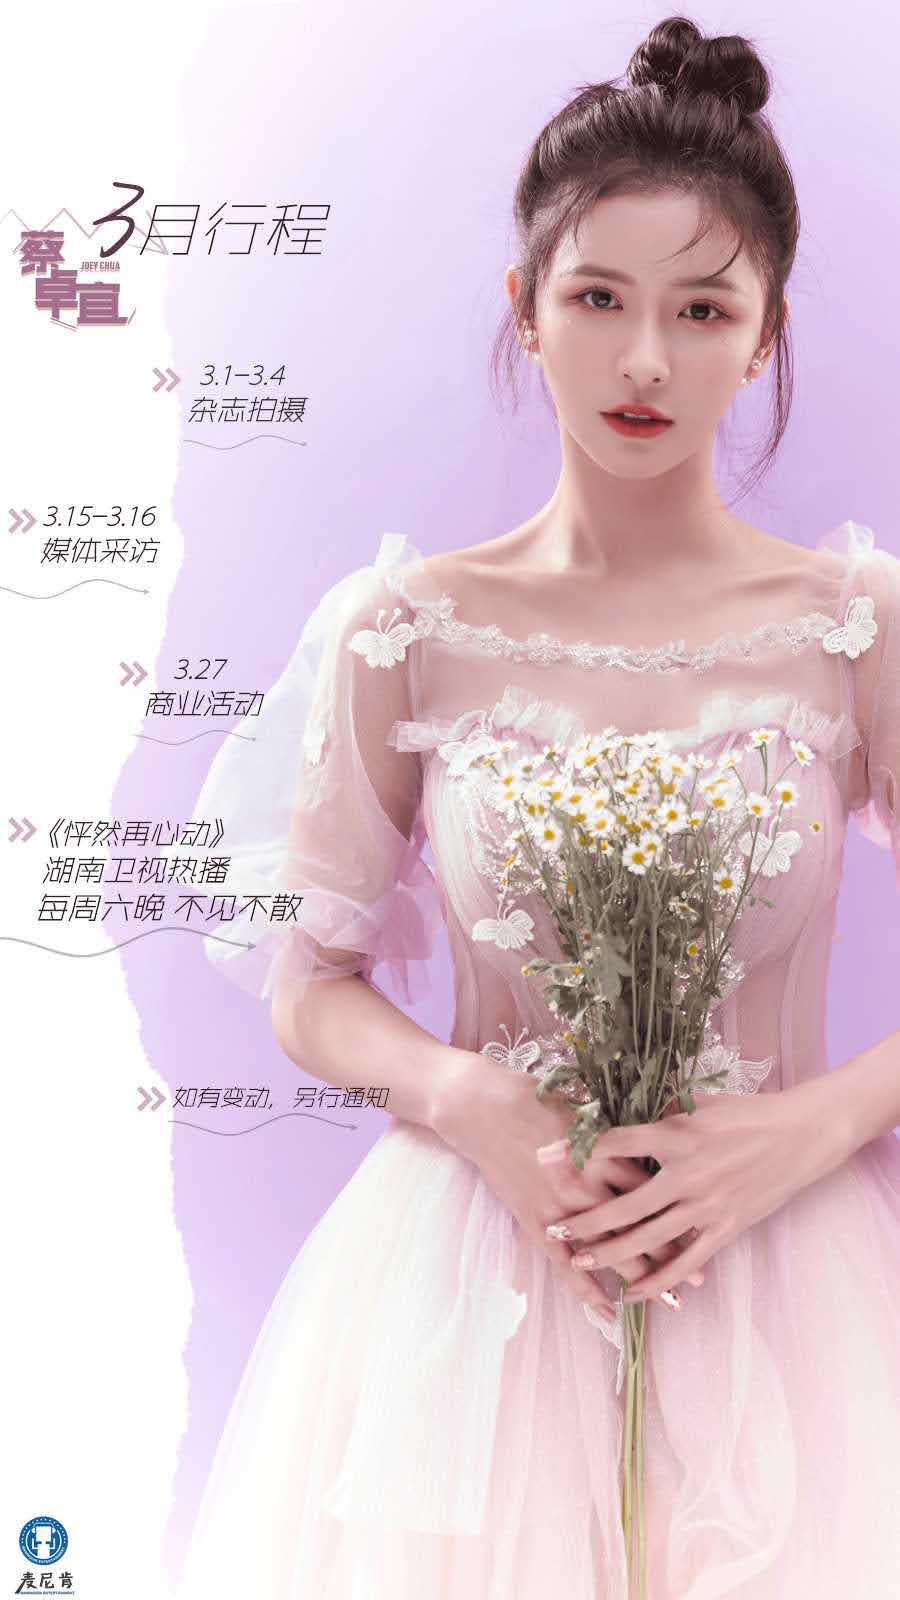 3月行程
蔡卓宜
JOEY CHUA
3.1-3.4
杂志拍摄
3.15-3.16
媒体采访
3.27
商业活动
《怦然再心动》
湖南卫视热播
每周六晚 不见不散
如有变动，另行通知
麦尼肯